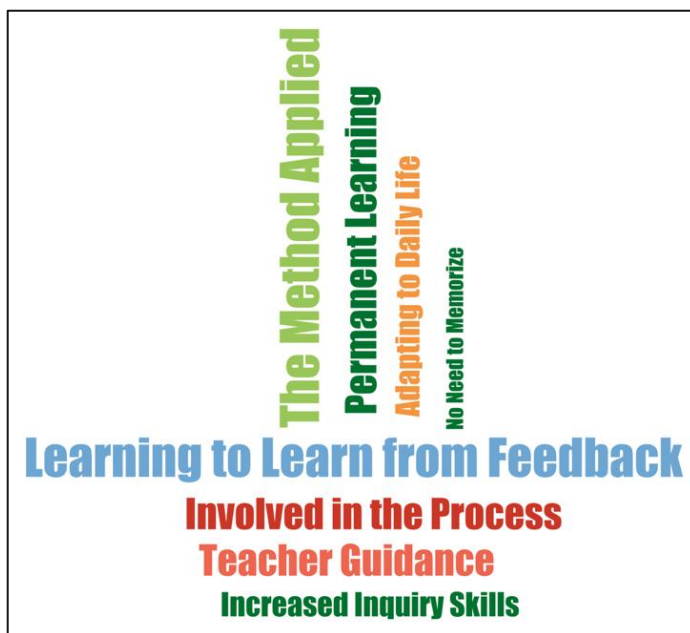 The Method Applied
Permanent Learning
Adapting to Daily Life
No Need to Memorize
Learning to Learn from Feedback
Involved in the Process
Teacher Guidance
Increased Inquiry Skills